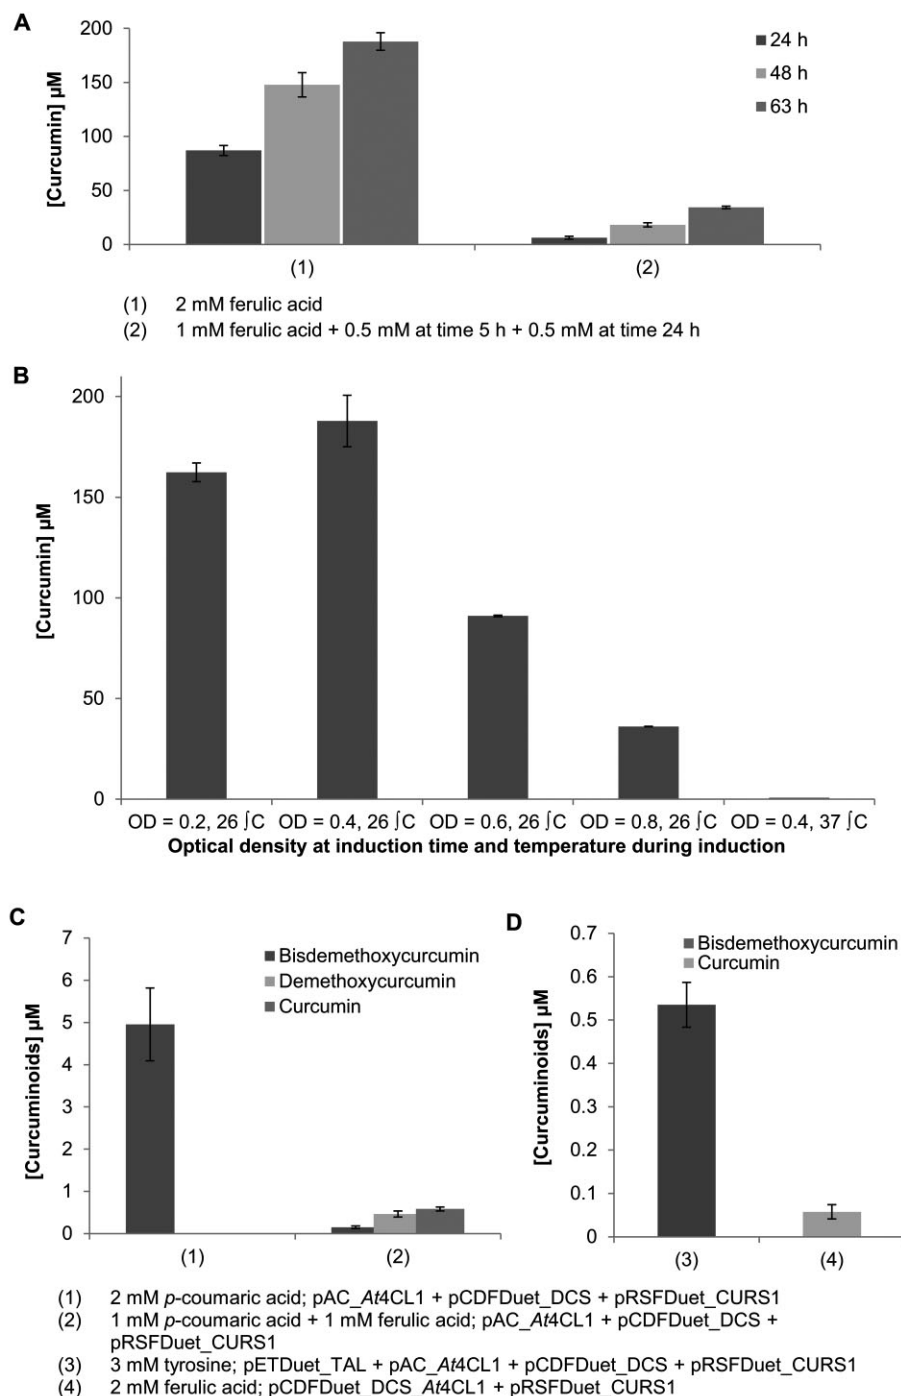 A
200
150
100
50
0
[Curcumin] µM
24 h
48 h
63 h
(1) (2)
(1) 2 mM ferulic acid
(2) 1 mM ferulic acid + 0.5 mM at time 5 h + 0.5 mM at time 24 h
B
200
150
100
50
0
[Curcumin] µM
OD = 0.2, 26 ∫C OD = 0.4, 26 ∫C OD = 0.6, 26 ∫C OD = 0.8, 26 ∫C OD = 0.4, 37 ∫C
Optical density at induction time and temperature during induction
C
7
6
5
4
3
2
1
0
[Curcuminoids] µM
Bisdemethoxycurcumin
Demethoxycurcumin
Curcumin
(1) (2)
D
0.7
0.6
0.5
0.4
0.3
0.2
0.1
0
[Curcuminoids] µM
Bisdemethoxycurcumin
Curcumin
(3) (4)
(1) 2 mM p-coumaric acid; pAC_At4CL1 + pCDFDuet_DCS + pRSFDuet_CURS1
(2) 1 mM p-coumaric acid + 1 mM ferulic acid; pAC_At4CL1 + pCDFDuet_DCS +
pRSFDuet_CURS1
(3) 3 mM tyrosine; pETDuet_TAL + pAC_At4CL1 + pCDFDuet_DCS + pRSFDuet_CURS1
(4) 2 mM ferulic acid; pCDFDuet_DCS_At4CL1 + pRSFDuet_CURS1